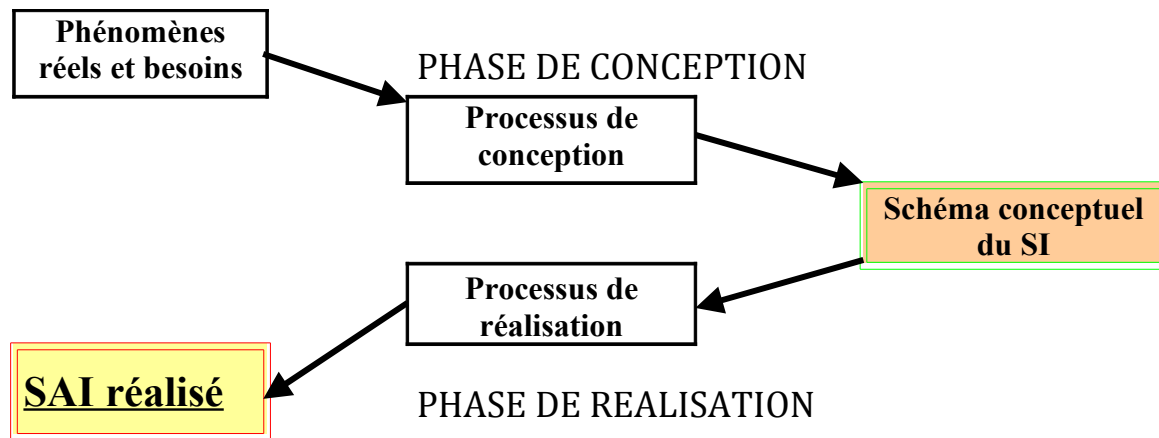 Phénomènes
réels et besoins
PHASE DE CONCEPTION
Processus de
conception
Schéma conceptuel
du SI
Processus de
réalisation
SAI réalisé
PHASE DE REALISATION